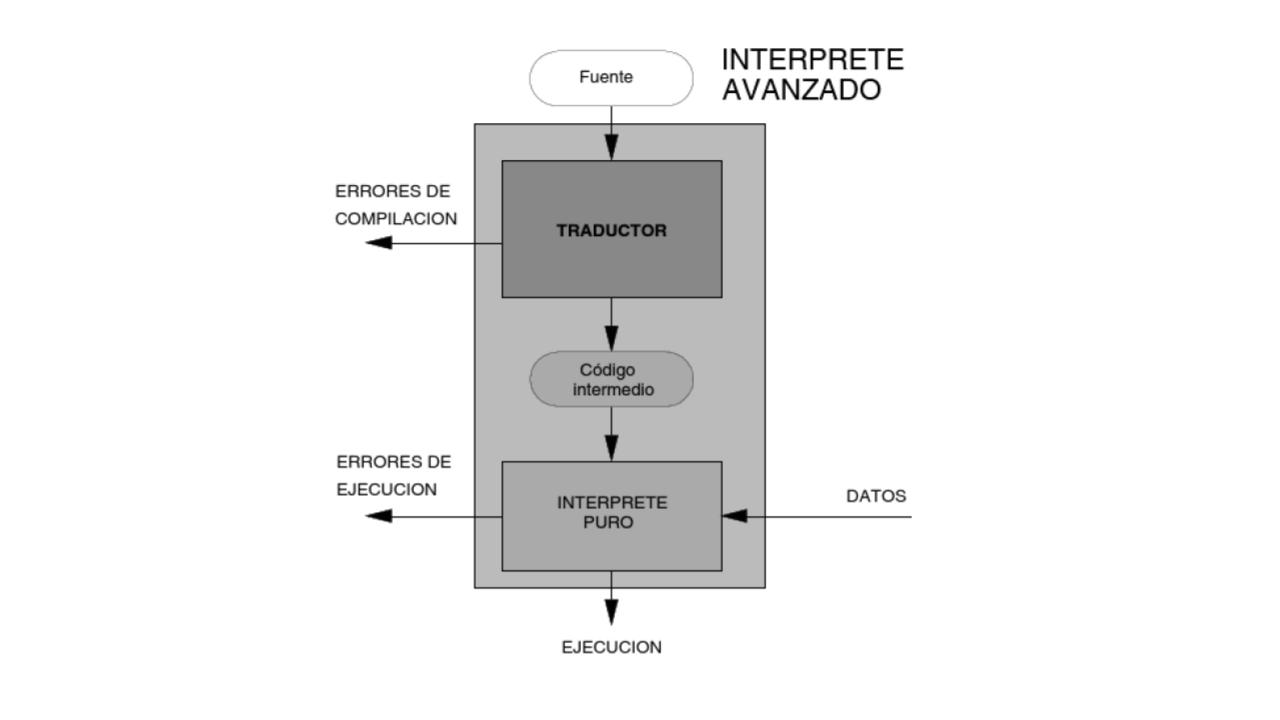 Fuente
INTERPRETE
AVANZADO
ERRORES DE
COMPILACION
TRADUCTOR
Código
intermedio
ERRORES DE
EJECUCION
INTERPRETE
PURO
DATOS
EJECUCION